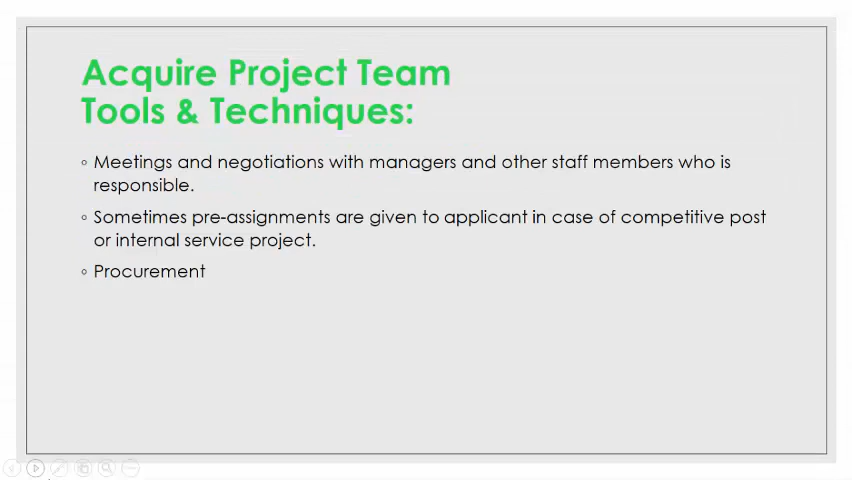 Acquire Project Team
Tools & Techniques:
◦ Meetings and negotiations with managers and other staff members who is
responsible.
◦ Sometimes pre-assignments are given to applicant in case of competitive post
or internal service project.
◦ Procurement